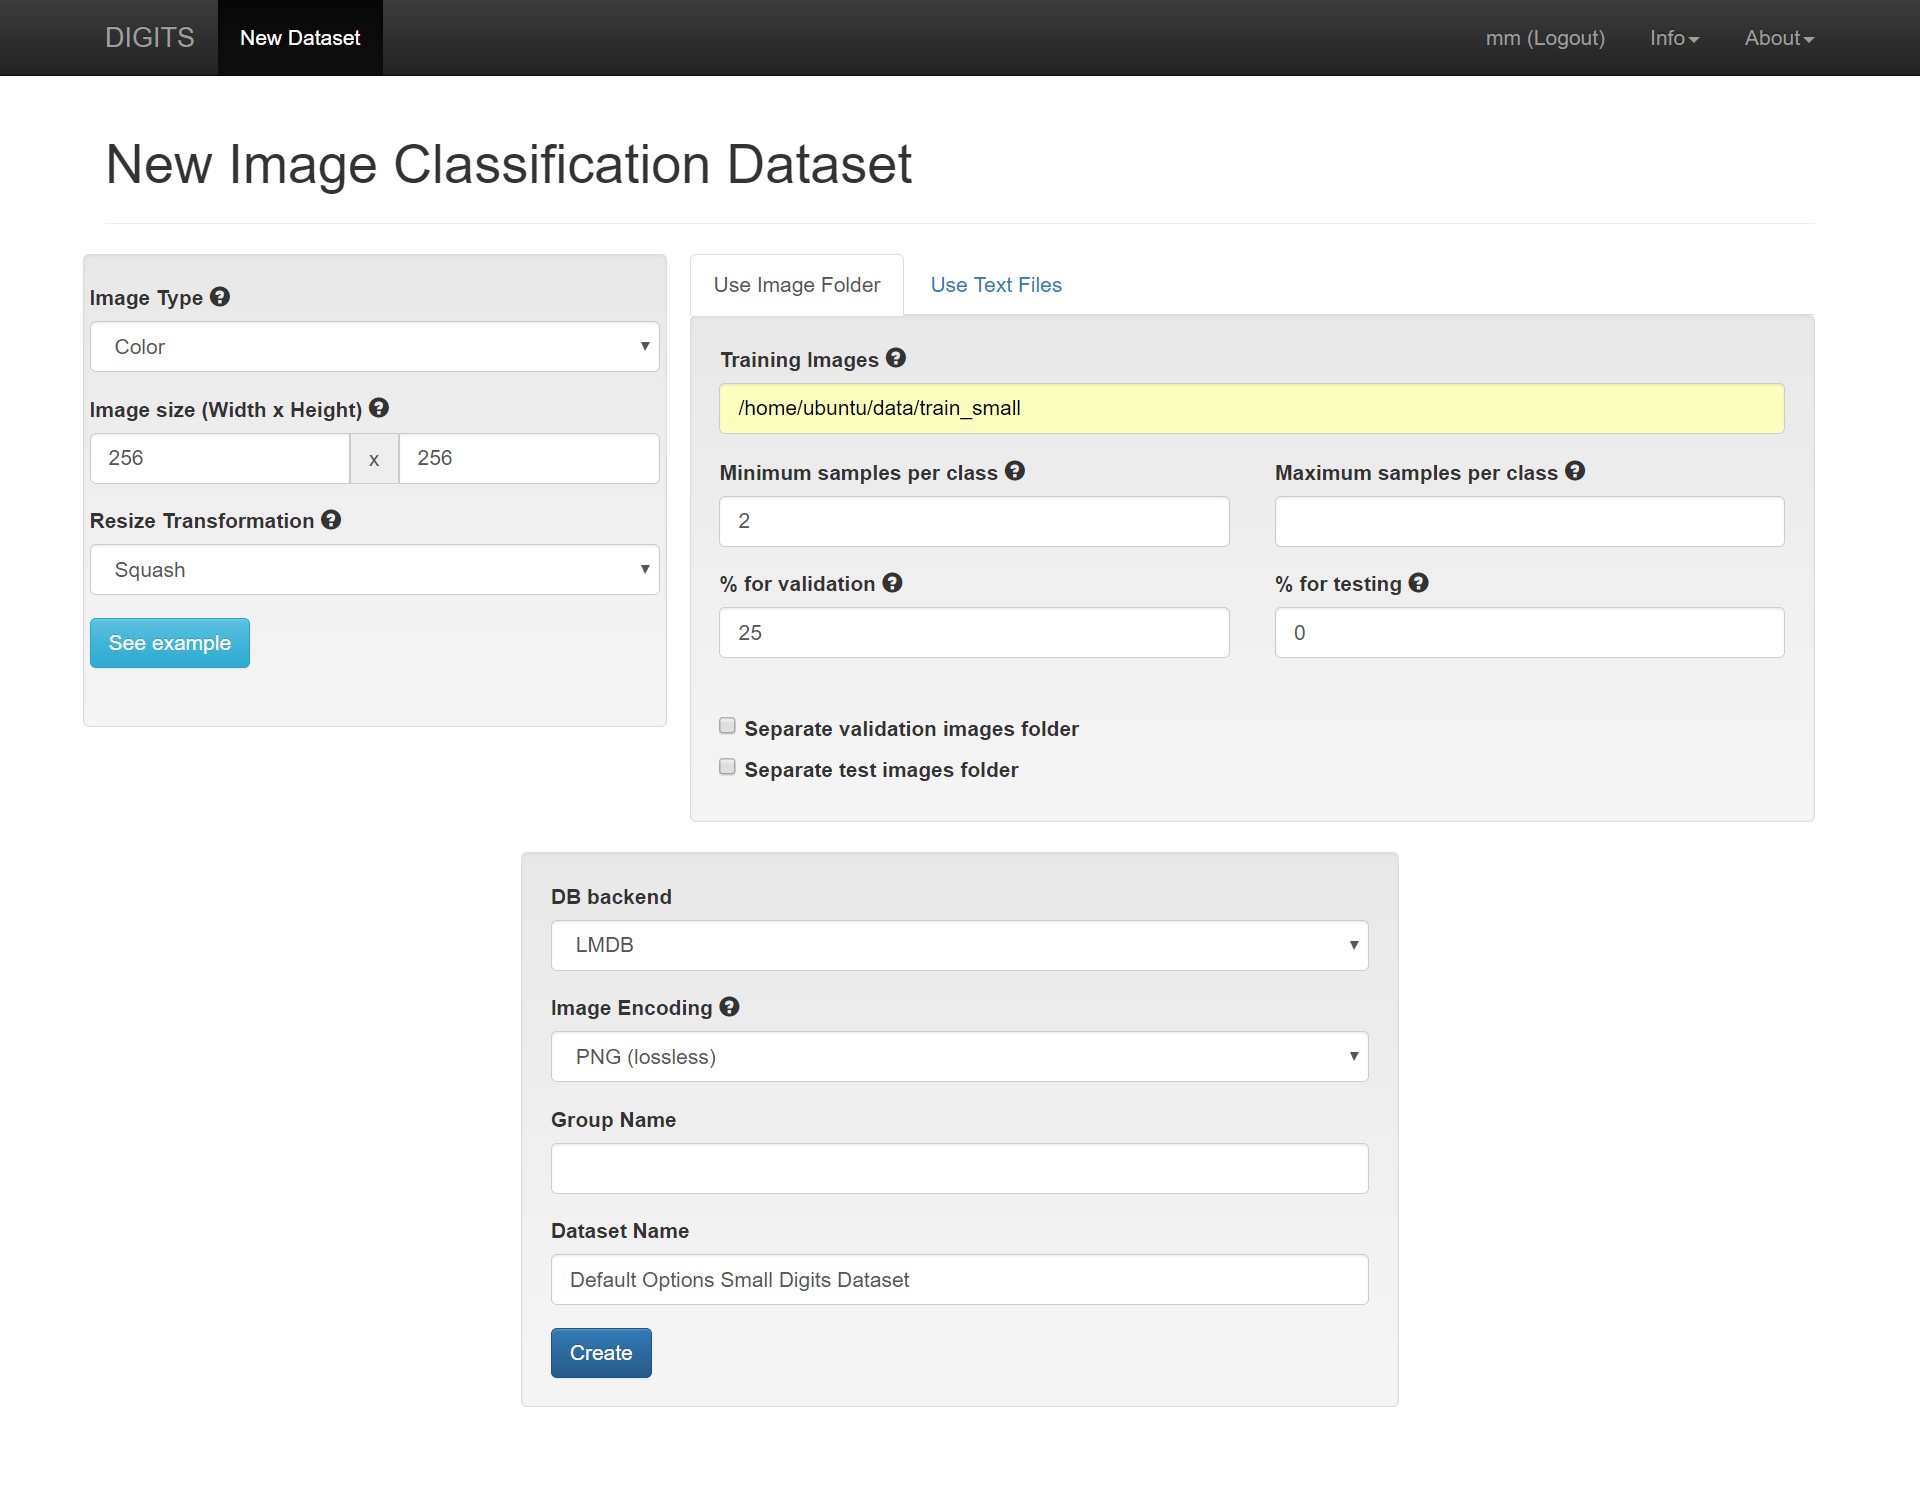 DIGITS New Dataset mm (Logout) Info About
New Image Classification Dataset
Image Type
Color
Image size (Width x Height)
256 x 256
Resize Transformation
Squash
See example
Use Image Folder Use Text Files
Training Images
/home/ubuntu/data/train_small
Minimum samples per class Maximum samples per class
2
% for validation % for testing
25 0
Separate validation images folder
Separate test images folder
DB backend
LMDB
Image Encoding
PNG (lossless)
Group Name
Dataset Name
Default Options Small Digits Dataset
Create